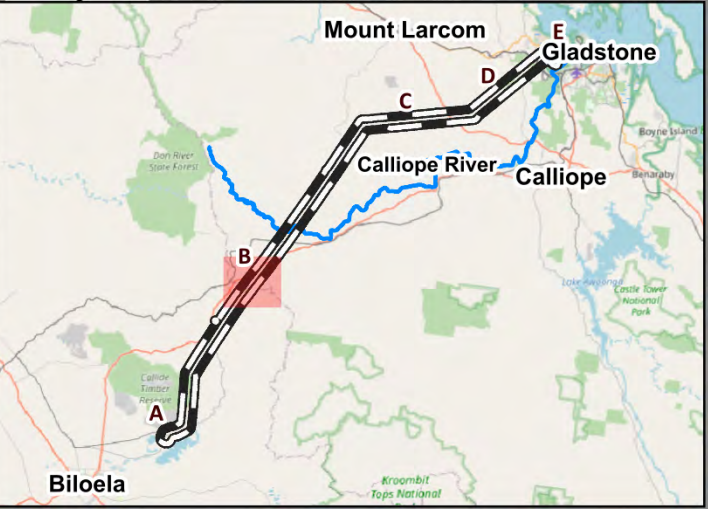 Mount Larcom
E
Gladstone
D
C
Boyne Island
Don River
State Forest
Calliope River
Calliope
Benaraby
B
Lake Awoonga
Castle Tower
National
Park
Callide
Timber
Reserve
A
Biloela
Kroombit
Tops National